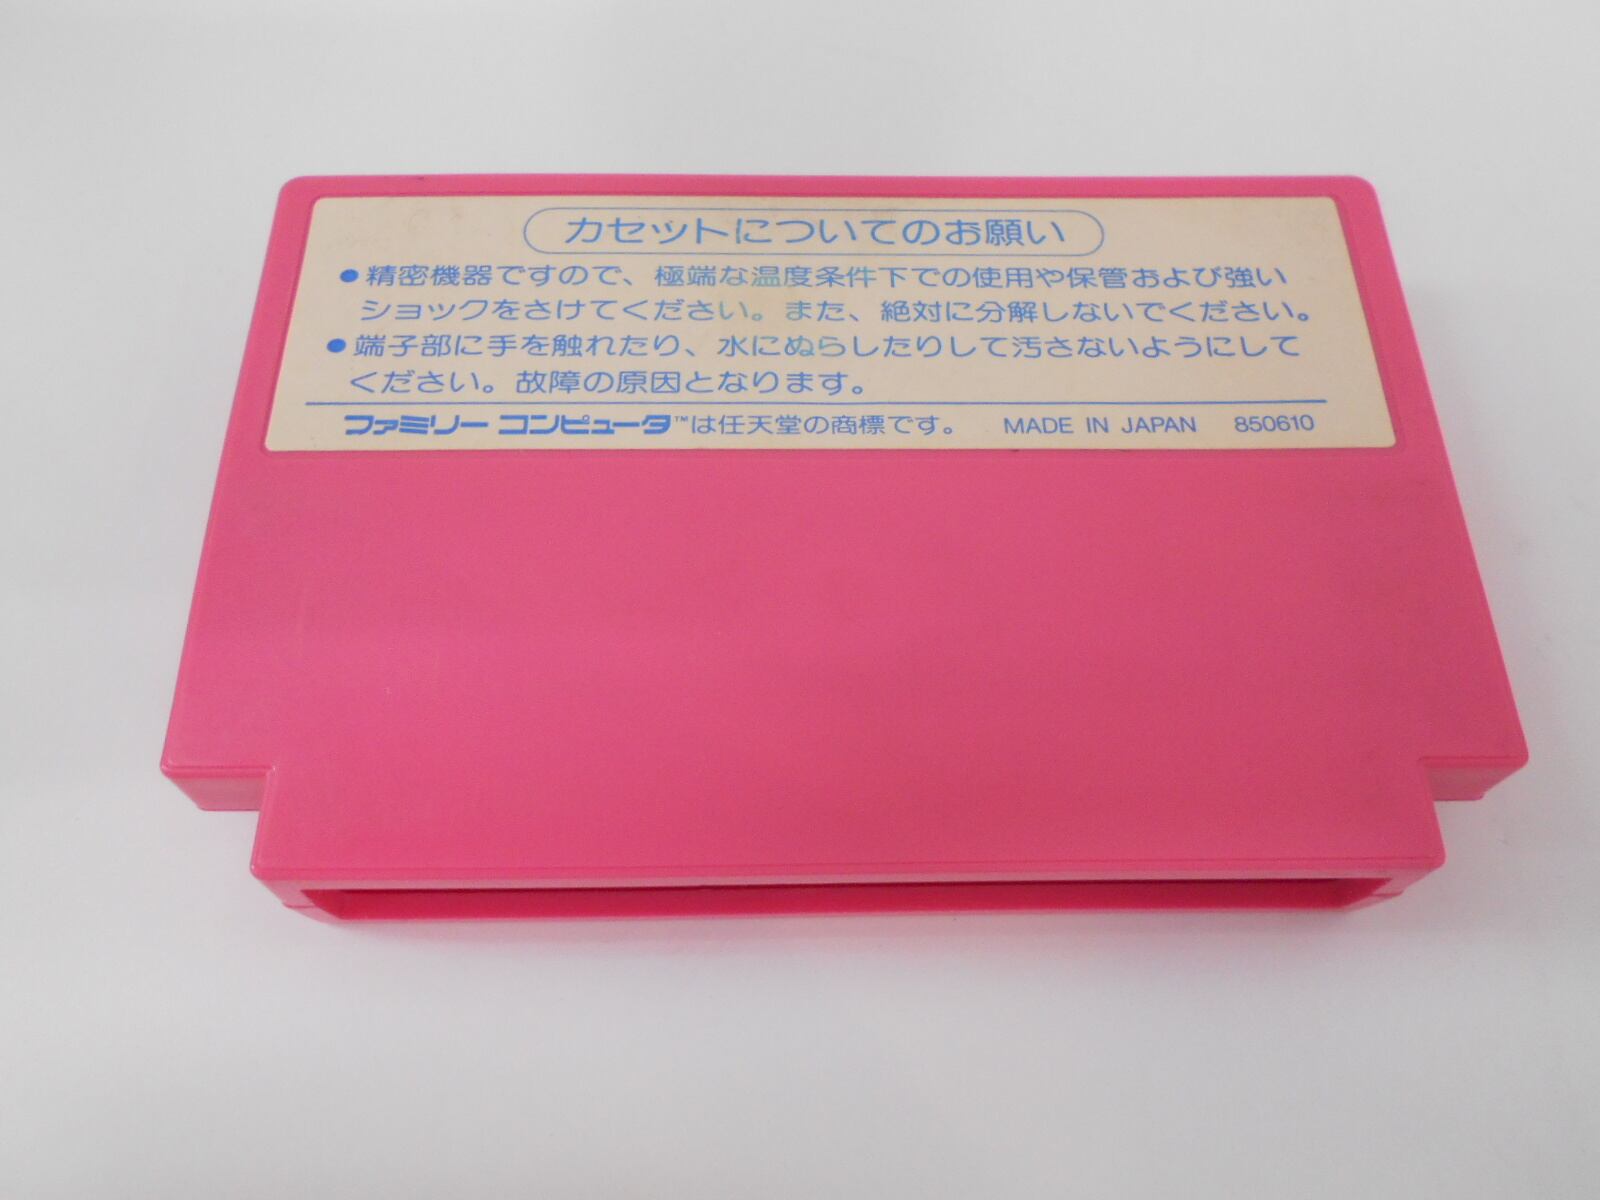 カセットについてのお願い
●精密機器ですので、極端な温度条件下での使用や保管および強い
ショックをさけてください。また、絶対に分解しないでください。
●端子部に手を触れたり、水にぬらしたりして汚さないようにして
ください。故障の原因となります。
ファミリーコンピュータ™は任天堂の商標です。 MADE IN JAPAN 850610